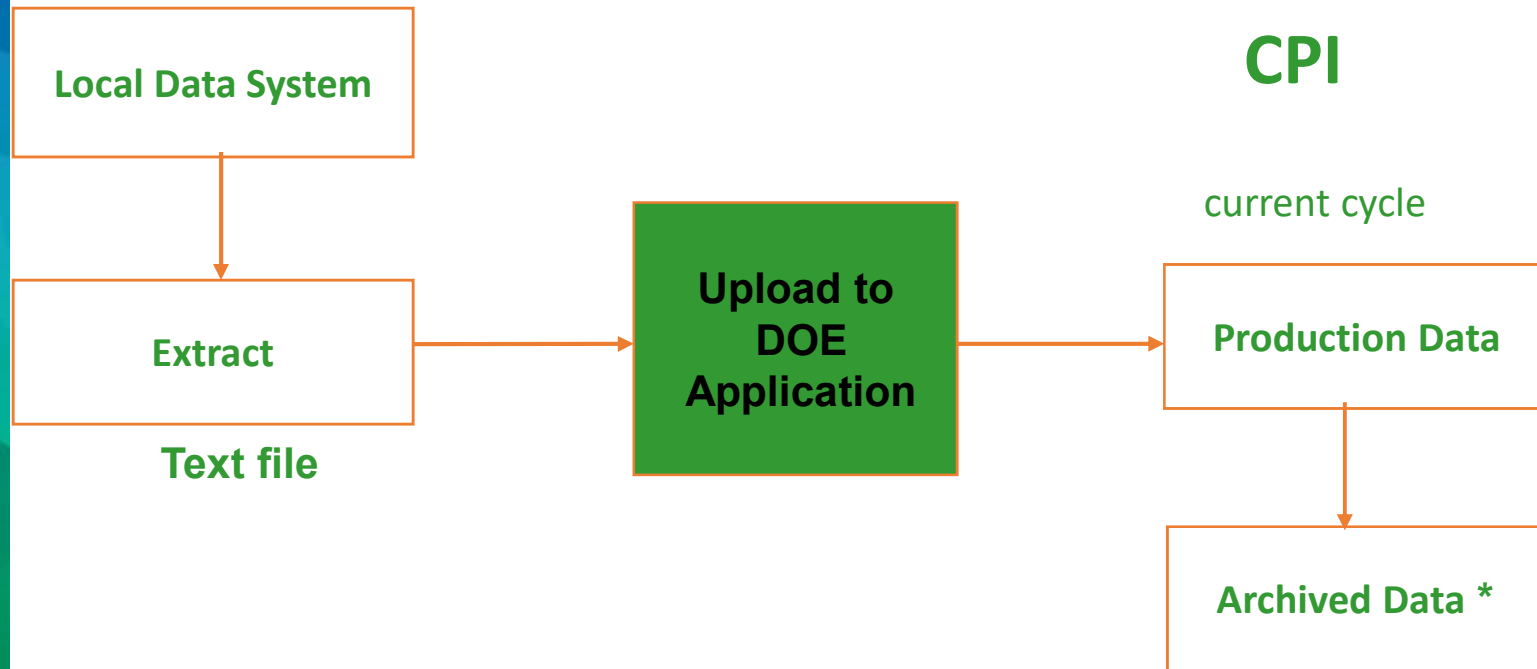 Local Data System
Extract
Text file
Upload to
DOE
Application
CPI
current cycle
Production Data
Archived Data *